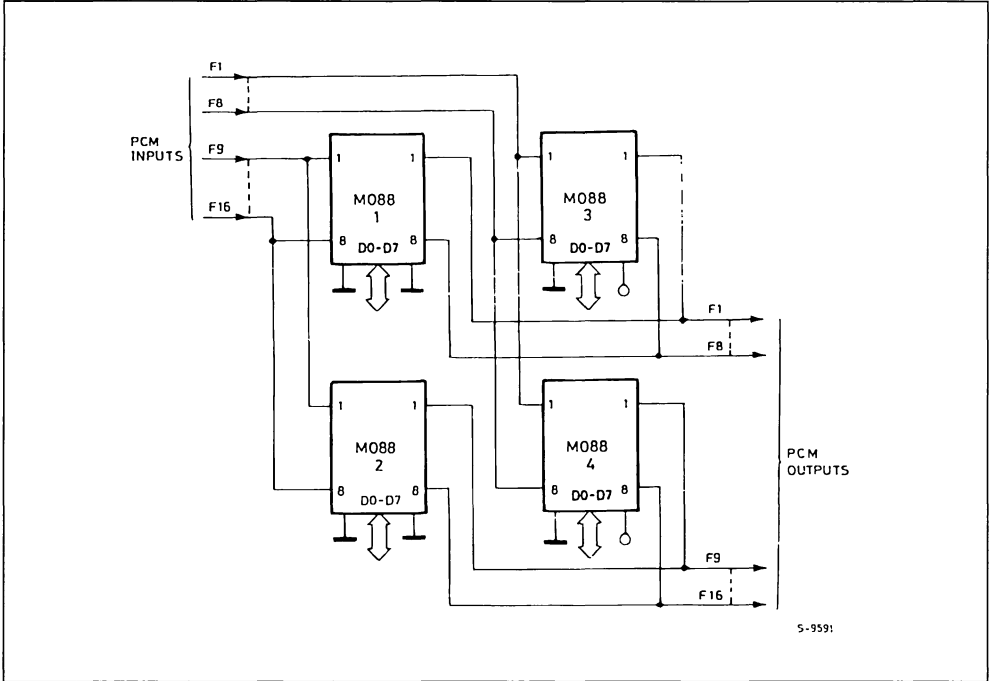 F1
F8
PCM
INPUTS
F9
F16
1 1
M088
1
8 D0-D7 8
1 1
M088
3
8 D0-D7 8
F1
F8
1 1
M088
2
8 D0-D7 8
1 1
M088
4
8 D0-D7 8
PCM
OUTPUTS
F9
F16
S-9591